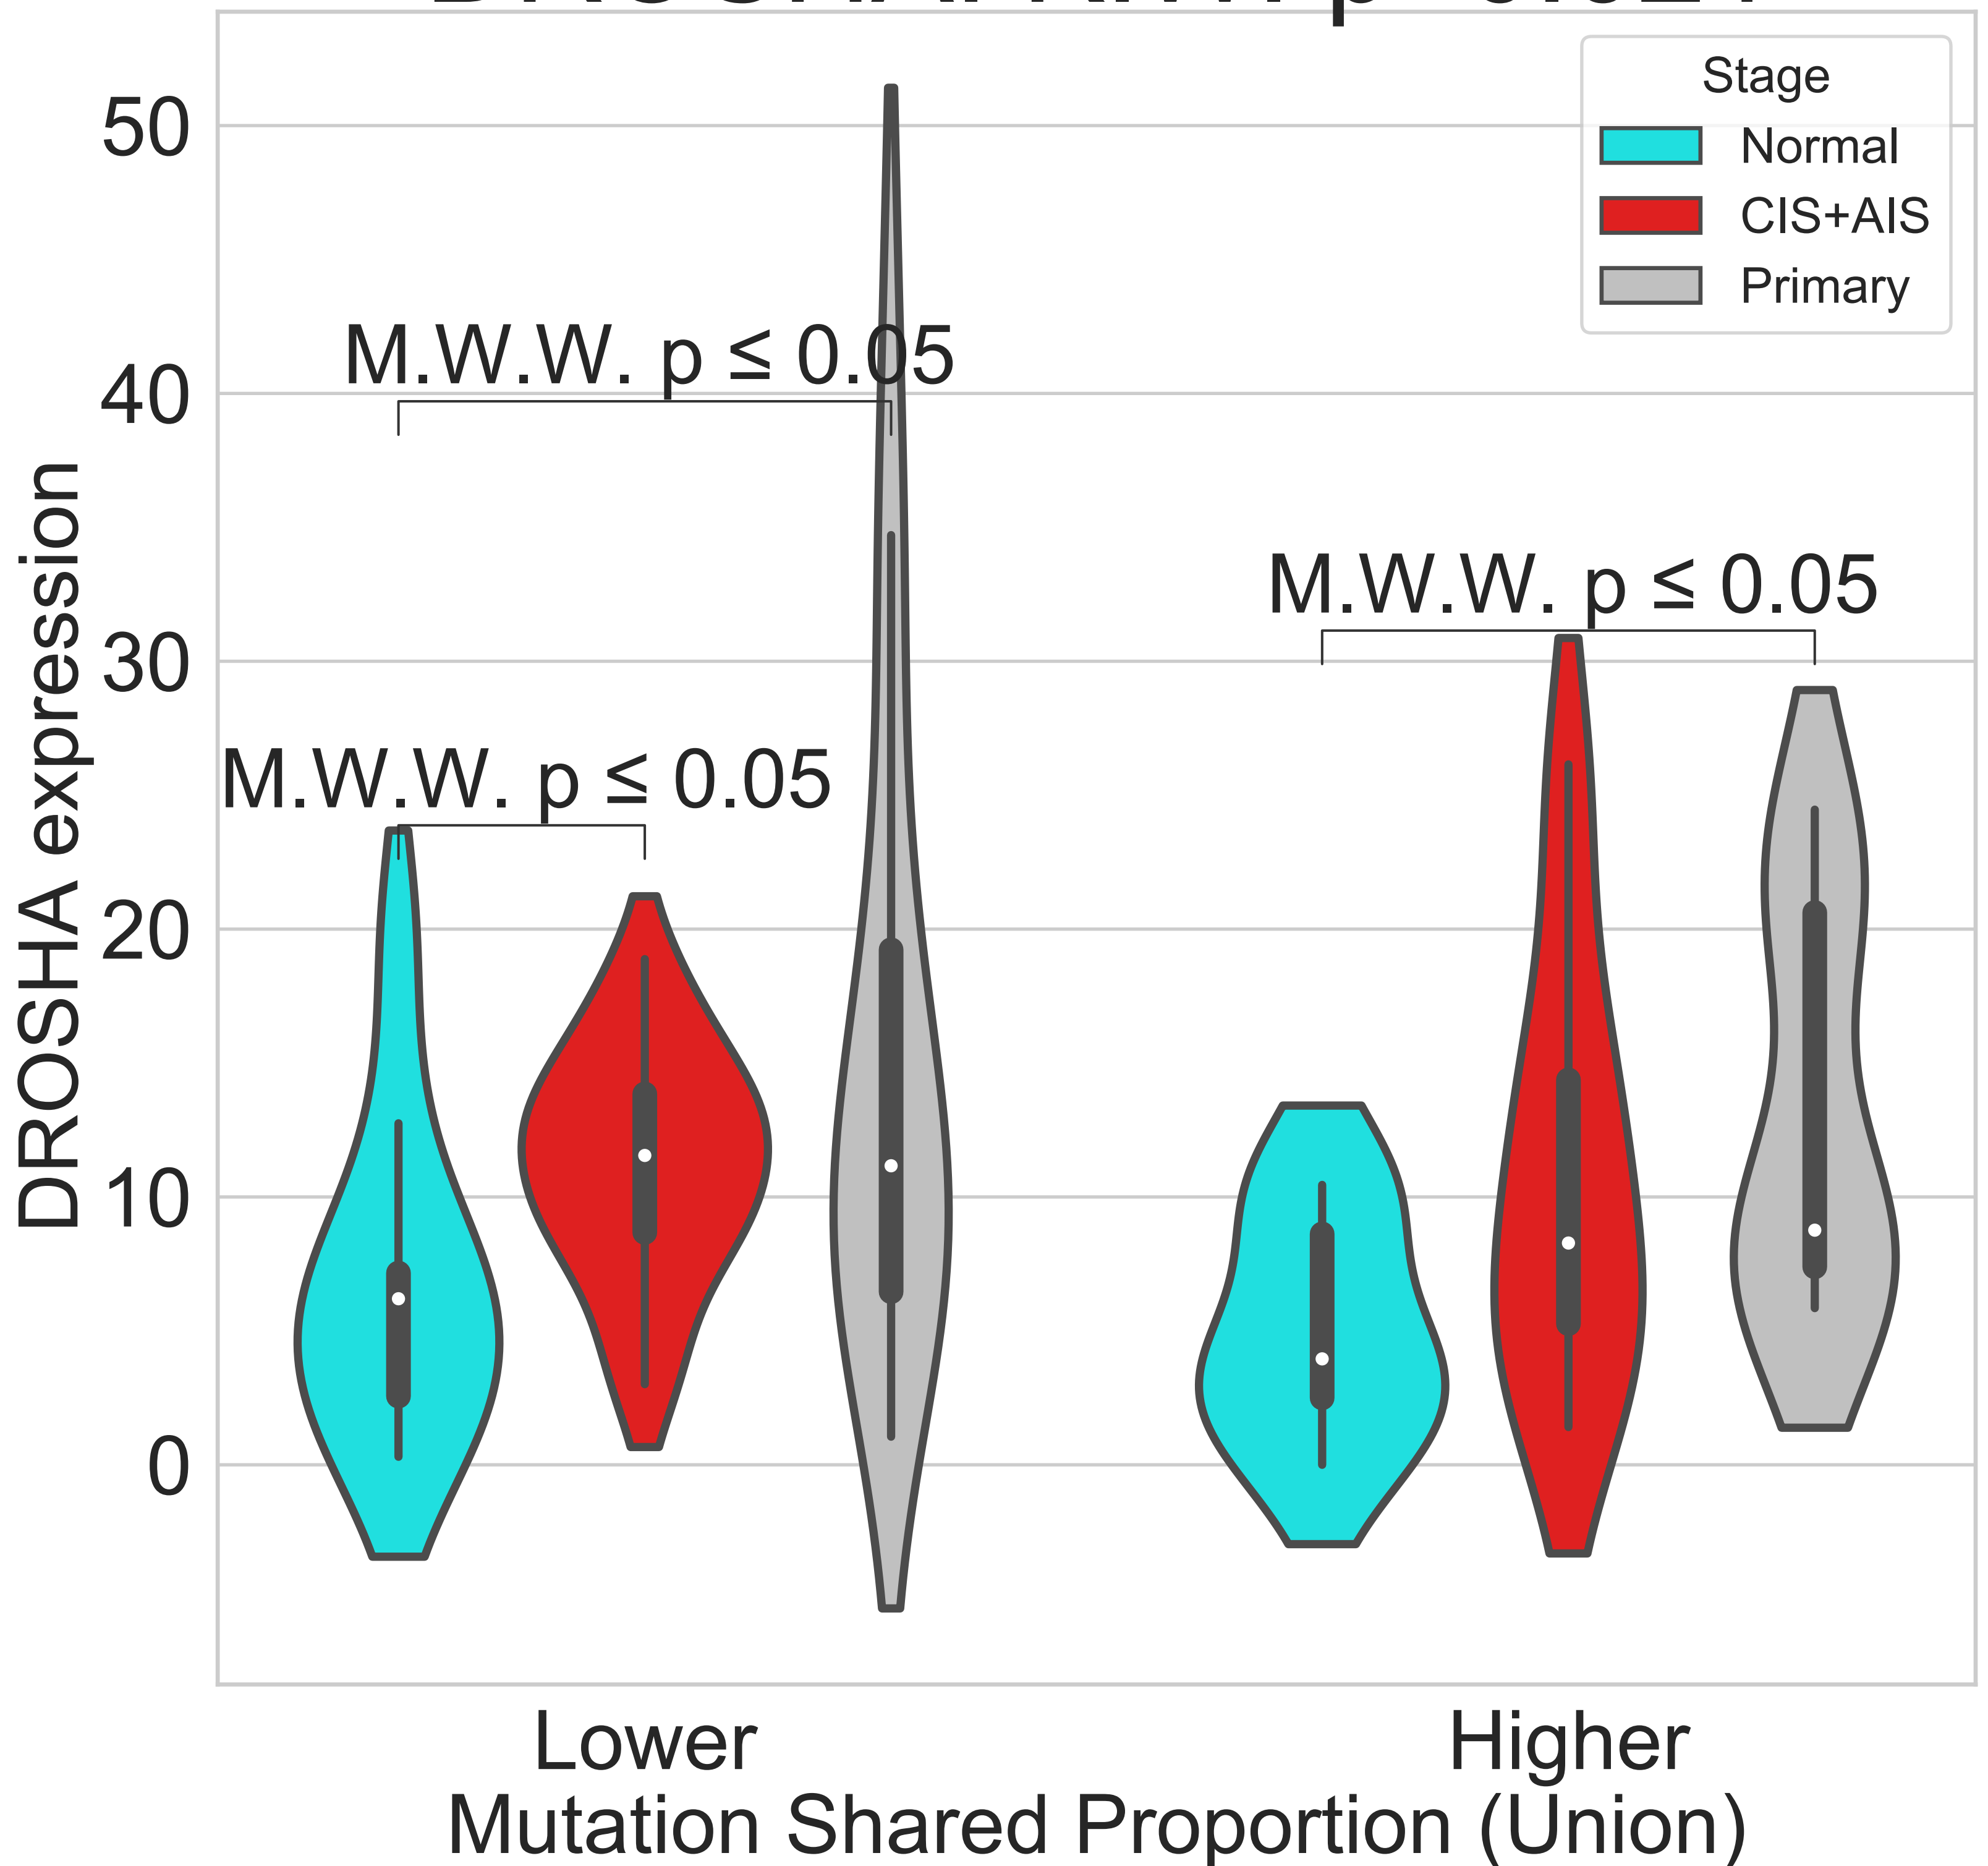 Stage
Normal
CIS+AIS
Primary
50
40
30
20
10
0
DROSHA expression
M.W.W. p ≤ 0.05
M.W.W. p ≤ 0.05
M.W.W. p ≤ 0.05
Lower
Higher
Mutation Shared Proportion (Union)